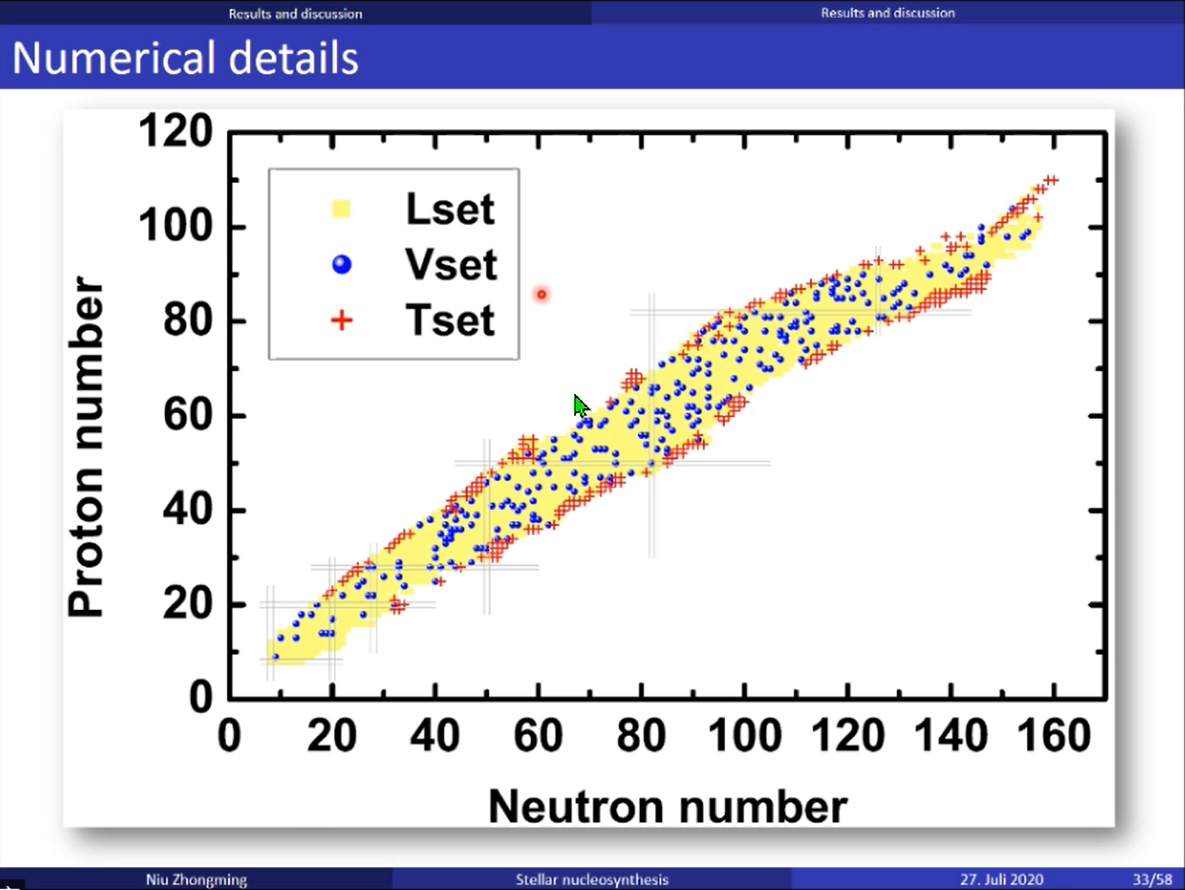 Results and discussion
Results and discussion
Numerical details
120
100
80
60
40
20
0
Proton number
Lset
Vset
Tset
0 20 40 60 80 100 120 140 160
Neutron number
Niu Zhongming
Stellar nucleosynthesis
27. Juli 2020
33/58